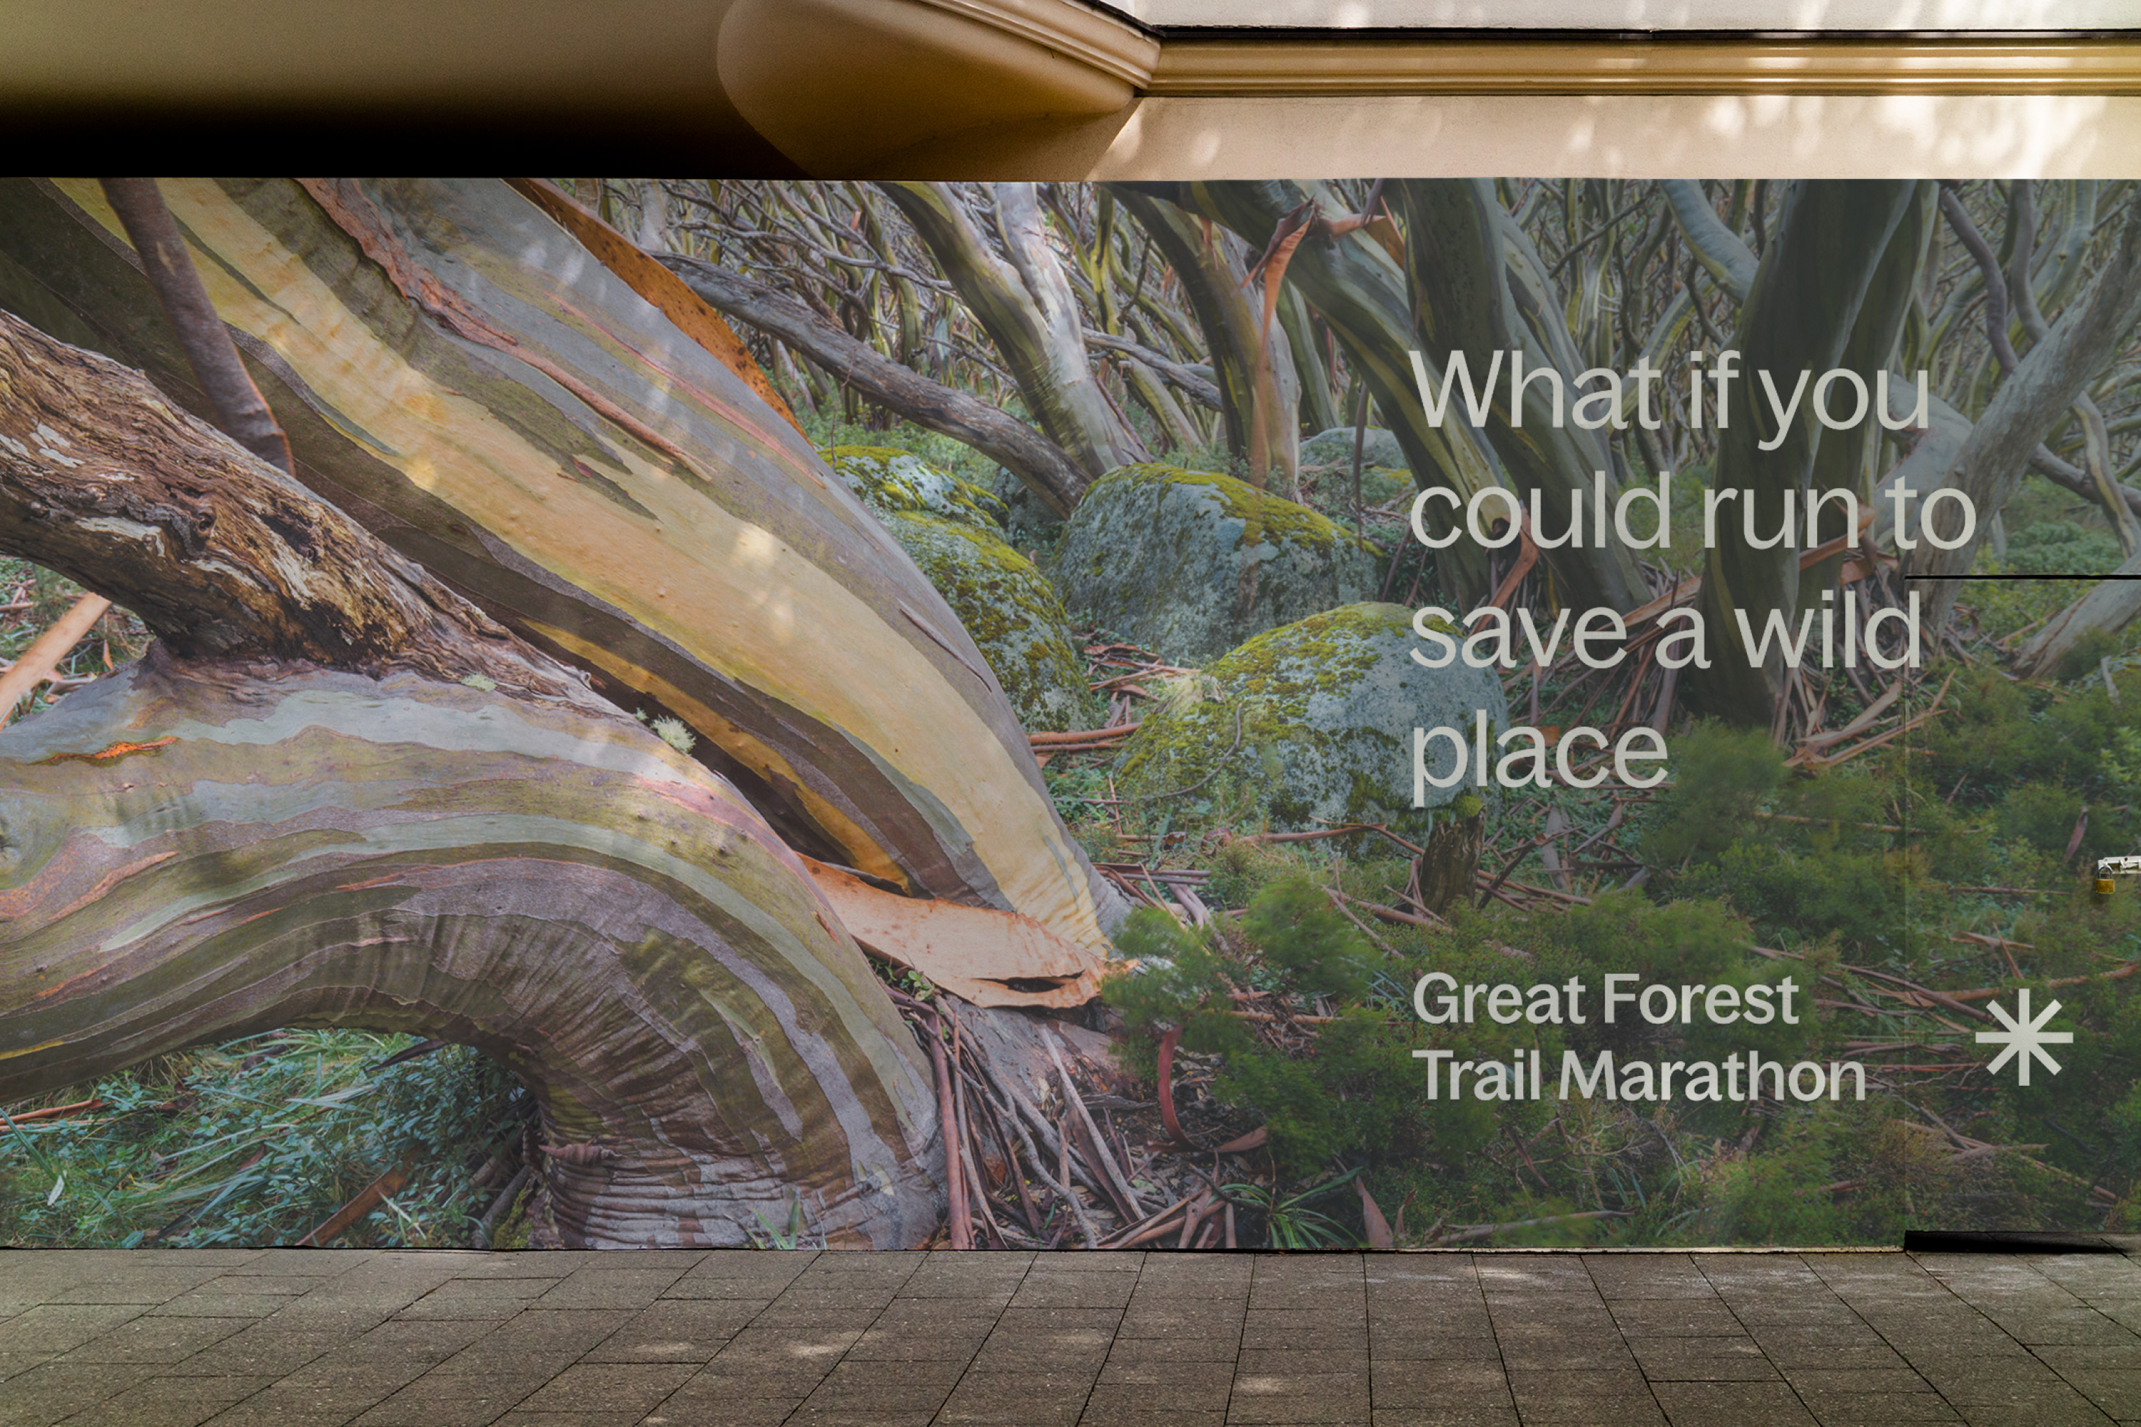 What if you
could run to
save a wild
place
Great Forest
Trail Marathon